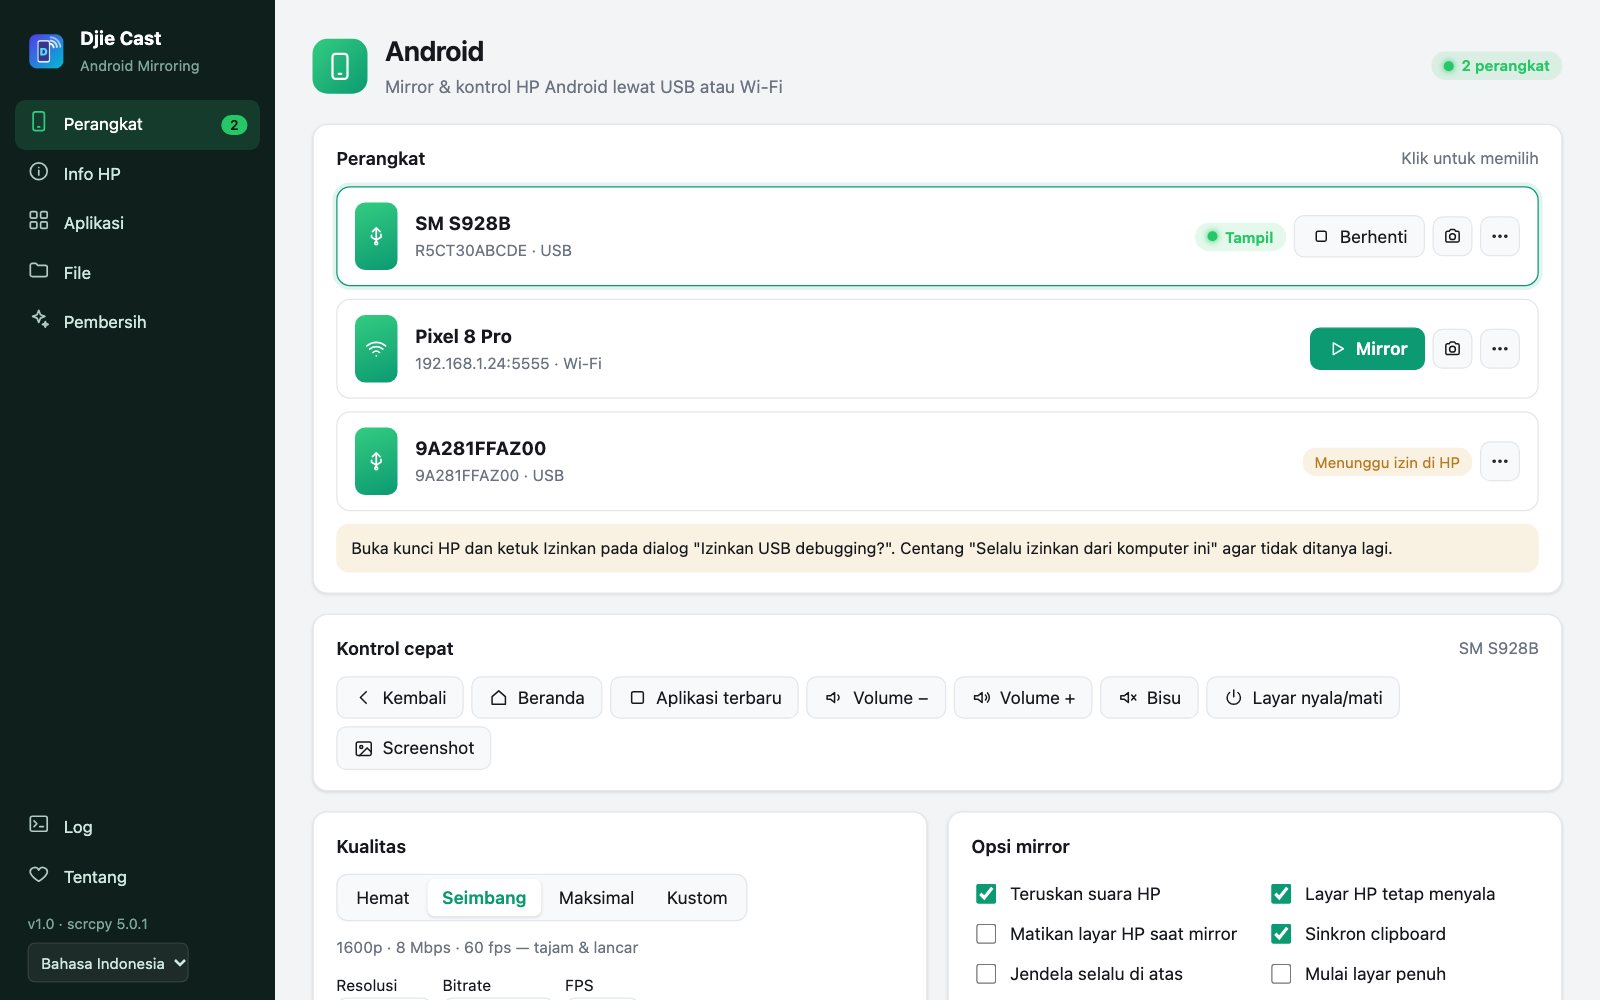 Djie Cast
Android Mirroring
Perangkat 2
Info HP
Aplikasi
File
Pembersih
Log
Tentang
v1.0 · scrcpy 5.0.1
Bahasa Indonesia
Android
Mirror & kontrol HP Android lewat USB atau Wi-Fi
2 perangkat
Perangkat
Klik untuk memilih
SM S928B
R5CT30ABCDE · USB
Tampil
Berhenti
Pixel 8 Pro
192.168.1.24:5555 · Wi-Fi
Mirror
9A281FFAZ00
9A281FFAZ00 · USB
Menunggu izin di HP
Buka kunci HP dan ketuk Izinkan pada dialog "Izinkan USB debugging?". Centang "Selalu izinkan dari komputer ini" agar tidak ditanya lagi.
Kontrol cepat
SM S928B
Kembali
Beranda
Aplikasi terbaru
Volume –
Volume +
Bisu
Layar nyala/mati
Screenshot
Kualitas
Hemat
Seimbang
Maksimal
Kustom
1600p · 8 Mbps · 60 fps — tajam & lancar
Resolusi
Bitrate
FPS
Opsi mirror
Teruskan suara HP
Layar HP tetap menyala
Matikan layar HP saat mirror
Sinkron clipboard
Jendela selalu di atas
Mulai layar penuh